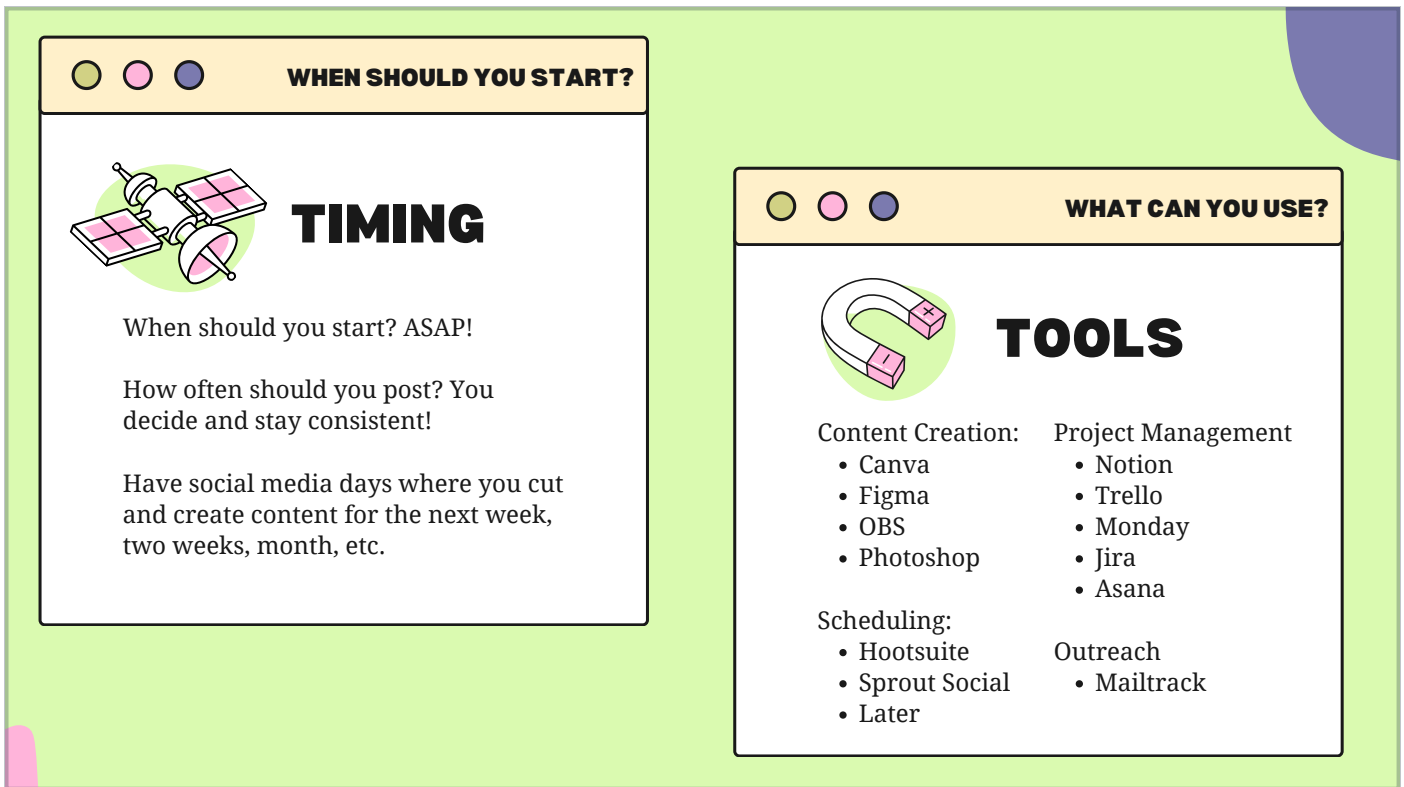 WHEN SHOULD YOU START?
TIMING
When should you start? ASAP!
How often should you post? You
decide and stay consistent!
Have social media days where you cut
and create content for the next week,
two weeks, month, etc.
WHAT CAN YOU USE?
+
-
TOOLS
Content Creation:
• Canva
• Figma
• OBS
• Photoshop
Scheduling:
• Hootsuite
• Sprout Social
• Later
Project Management
• Notion
• Trello
• Monday
• Jira
• Asana
Outreach
• Mailtrack